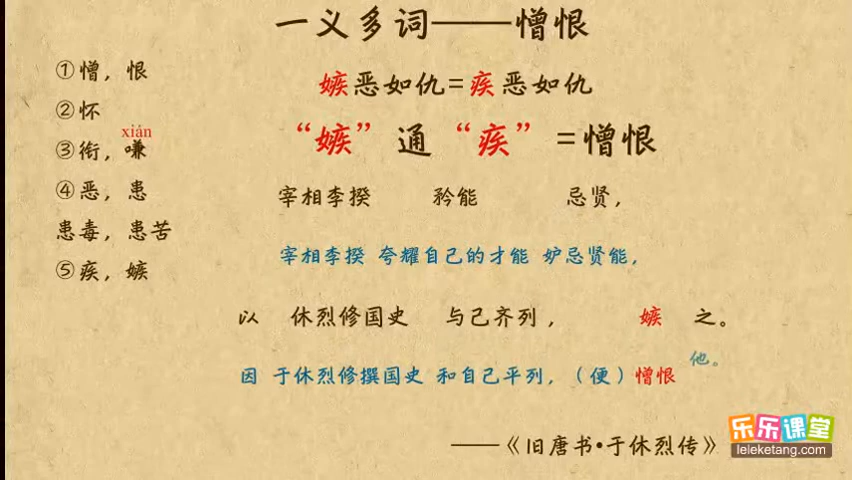 一义多词——憎恨
①憎，恨
②怀
xián
③衔，嗛
④恶，患
患毒，患苦
⑤疾，嫉
嫉恶如仇=疾恶如仇
“嫉”通“疾”=憎恨
宰相李揆 矜能 忌贤，
宰相李揆 夸耀自己的才能 妒忌贤能，
以 休烈修国史 与己齐列， 嫉 之。
因 于休烈修撰国史 和自己平列，（便）憎恨 他。
——《旧唐书•于休烈传》
乐乐课堂
leleketang.com